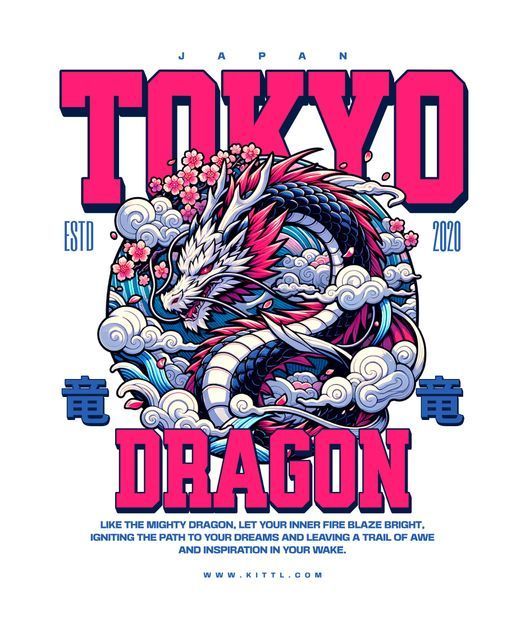 JAPAN
TOKYO
ESTD 2020
竜 竜
DRAGON
LIKE THE MIGHTY DRAGON, LET YOUR INNER FIRE BLAZE BRIGHT,
IGNITING THE PATH TO YOUR DREAMS AND LEAVING A TRAIL OF AWE
AND INSPIRATION IN YOUR WAKE.
WWW.KITTL.COM